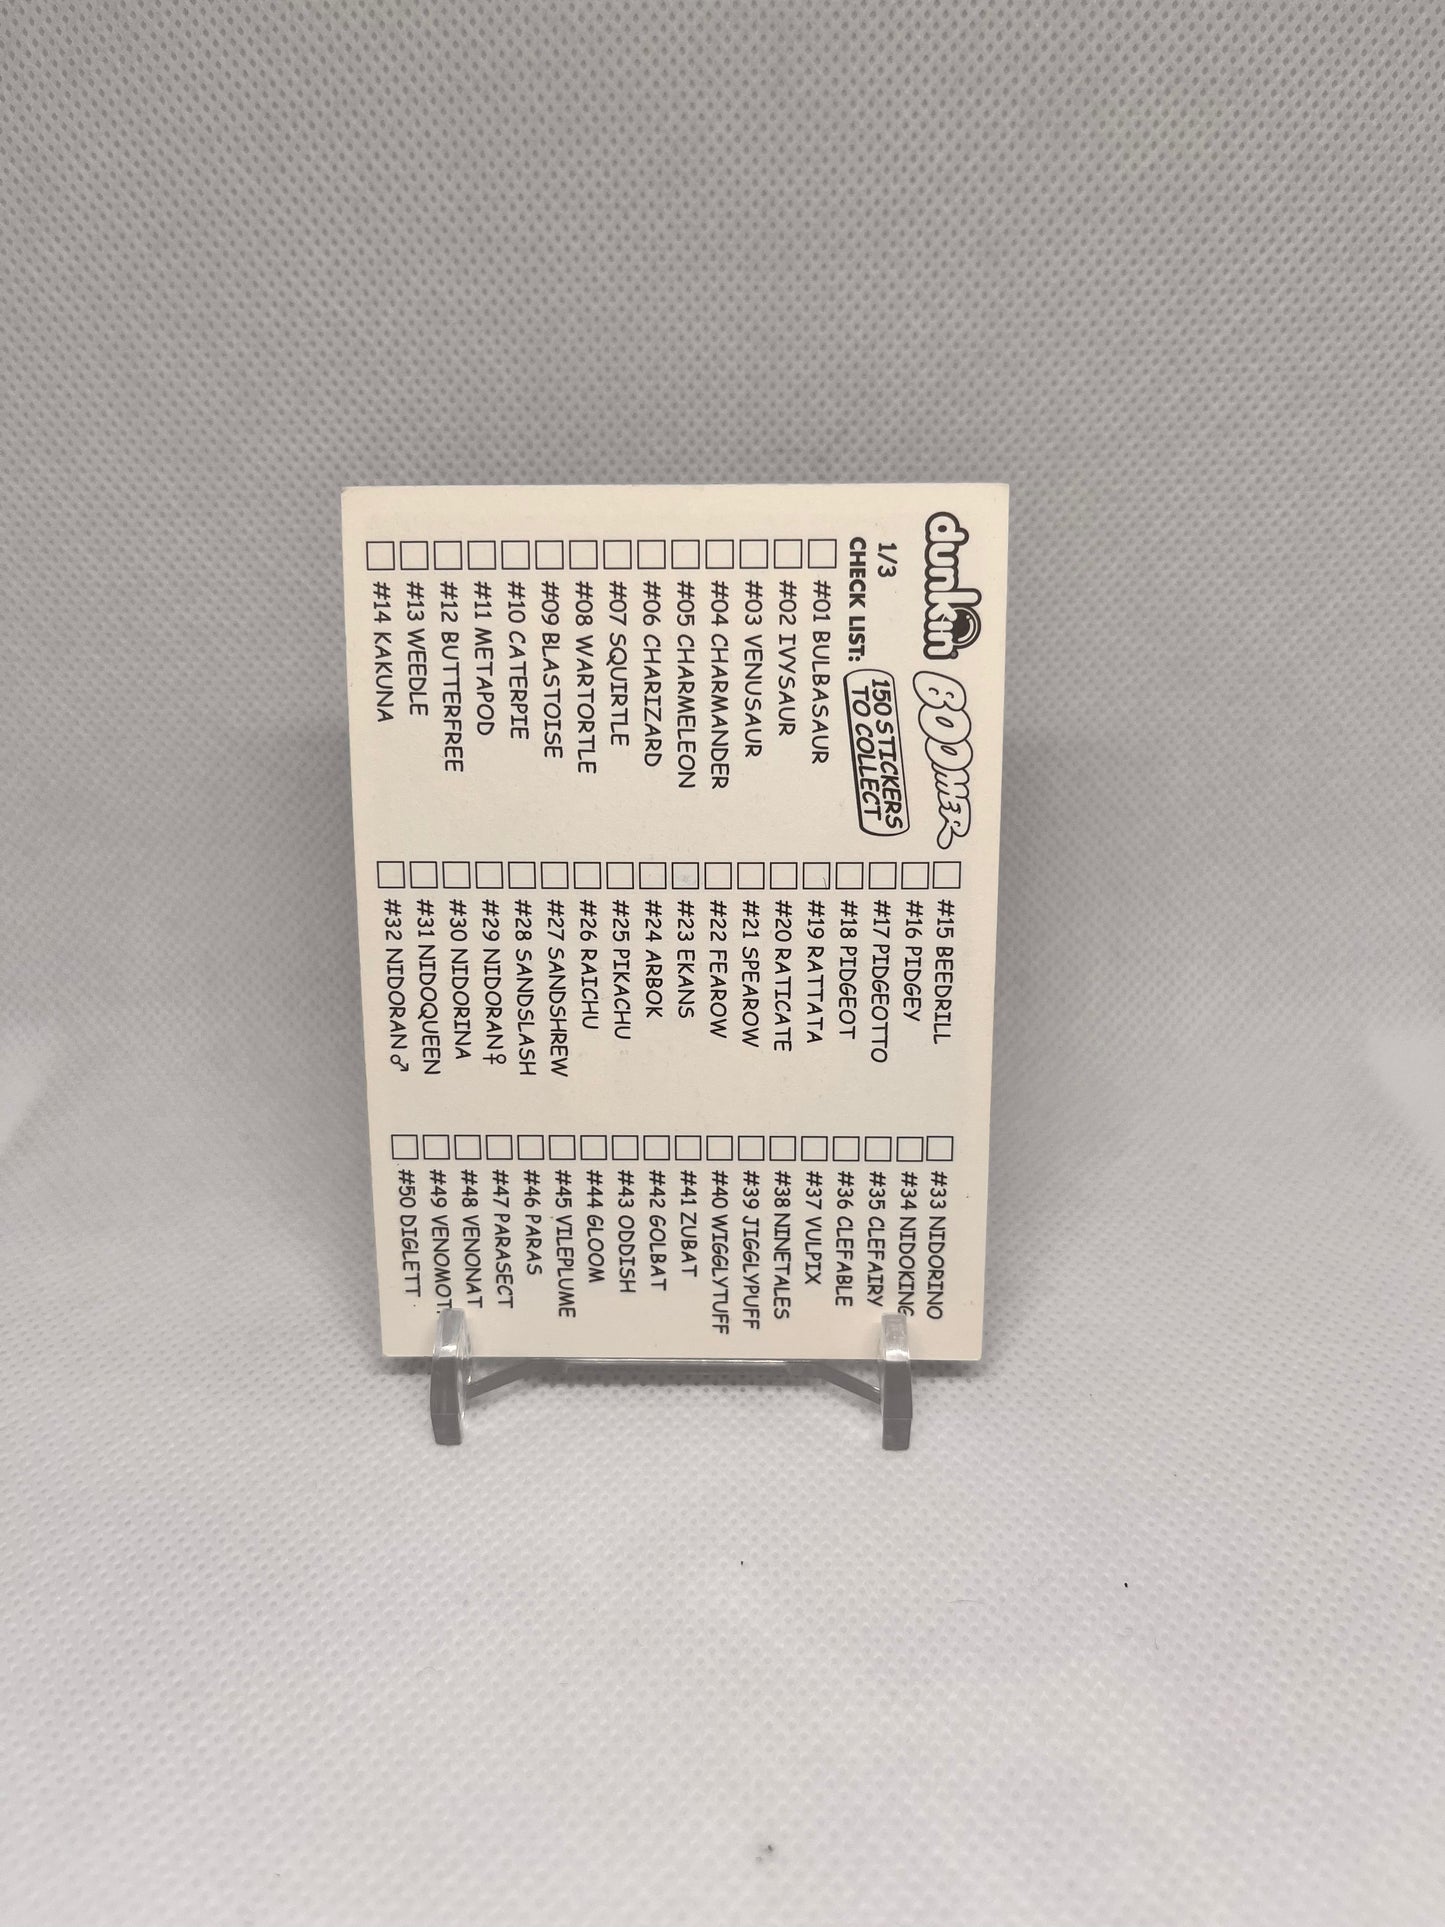 dunkin BOOMER
1/3
CHECK LIST:
150 STICKERS
TO COLLECT
#01 BULBASAUR
#02 IVYSAUR
#03 VENUSAUR
#04 CHARMANDER
#05 CHARMELEON
#06 CHARIZARD
#07 SQUIRTLE
#08 WARTORTLE
#09 BLASTOISE
#10 CATERPIE
#11 METAPOD
#12 BUTTERFREE
#13 WEEDLE
#14 KAKUNA
#15 BEEDRILL
#16 PIDGEY
#17 PIDGEOTTO
#18 PIDGEOT
#19 RATTATA
#20 RATICATE
#21 SPEAROW
#22 FEAROW
#23 EKANS
#24 ARBOK
#25 PIKACHU
#26 RAICHU
#27 SANDSHREW
#28 SANDSLASH
#29 NIDORAN♀
#30 NIDORINA
#31 NIDOQUEEN
#32 NIDORAN♂
#33 NIDORINO
#34 NIDOKING
#35 CLEFAIRY
#36 CLEFABLE
#37 VULPIX
#38 NINETALES
#39 JIGGLYPUFF
#40 WIGGLYTUFF
#41 ZUBAT
#42 GOLBAT
#43 ODDISH
#44 GLOOM
#45 VILEPLUME
#46 PARAS
#47 PARASECT
#48 VENONAT
#49 VENOMOT
#50 DIGLETT